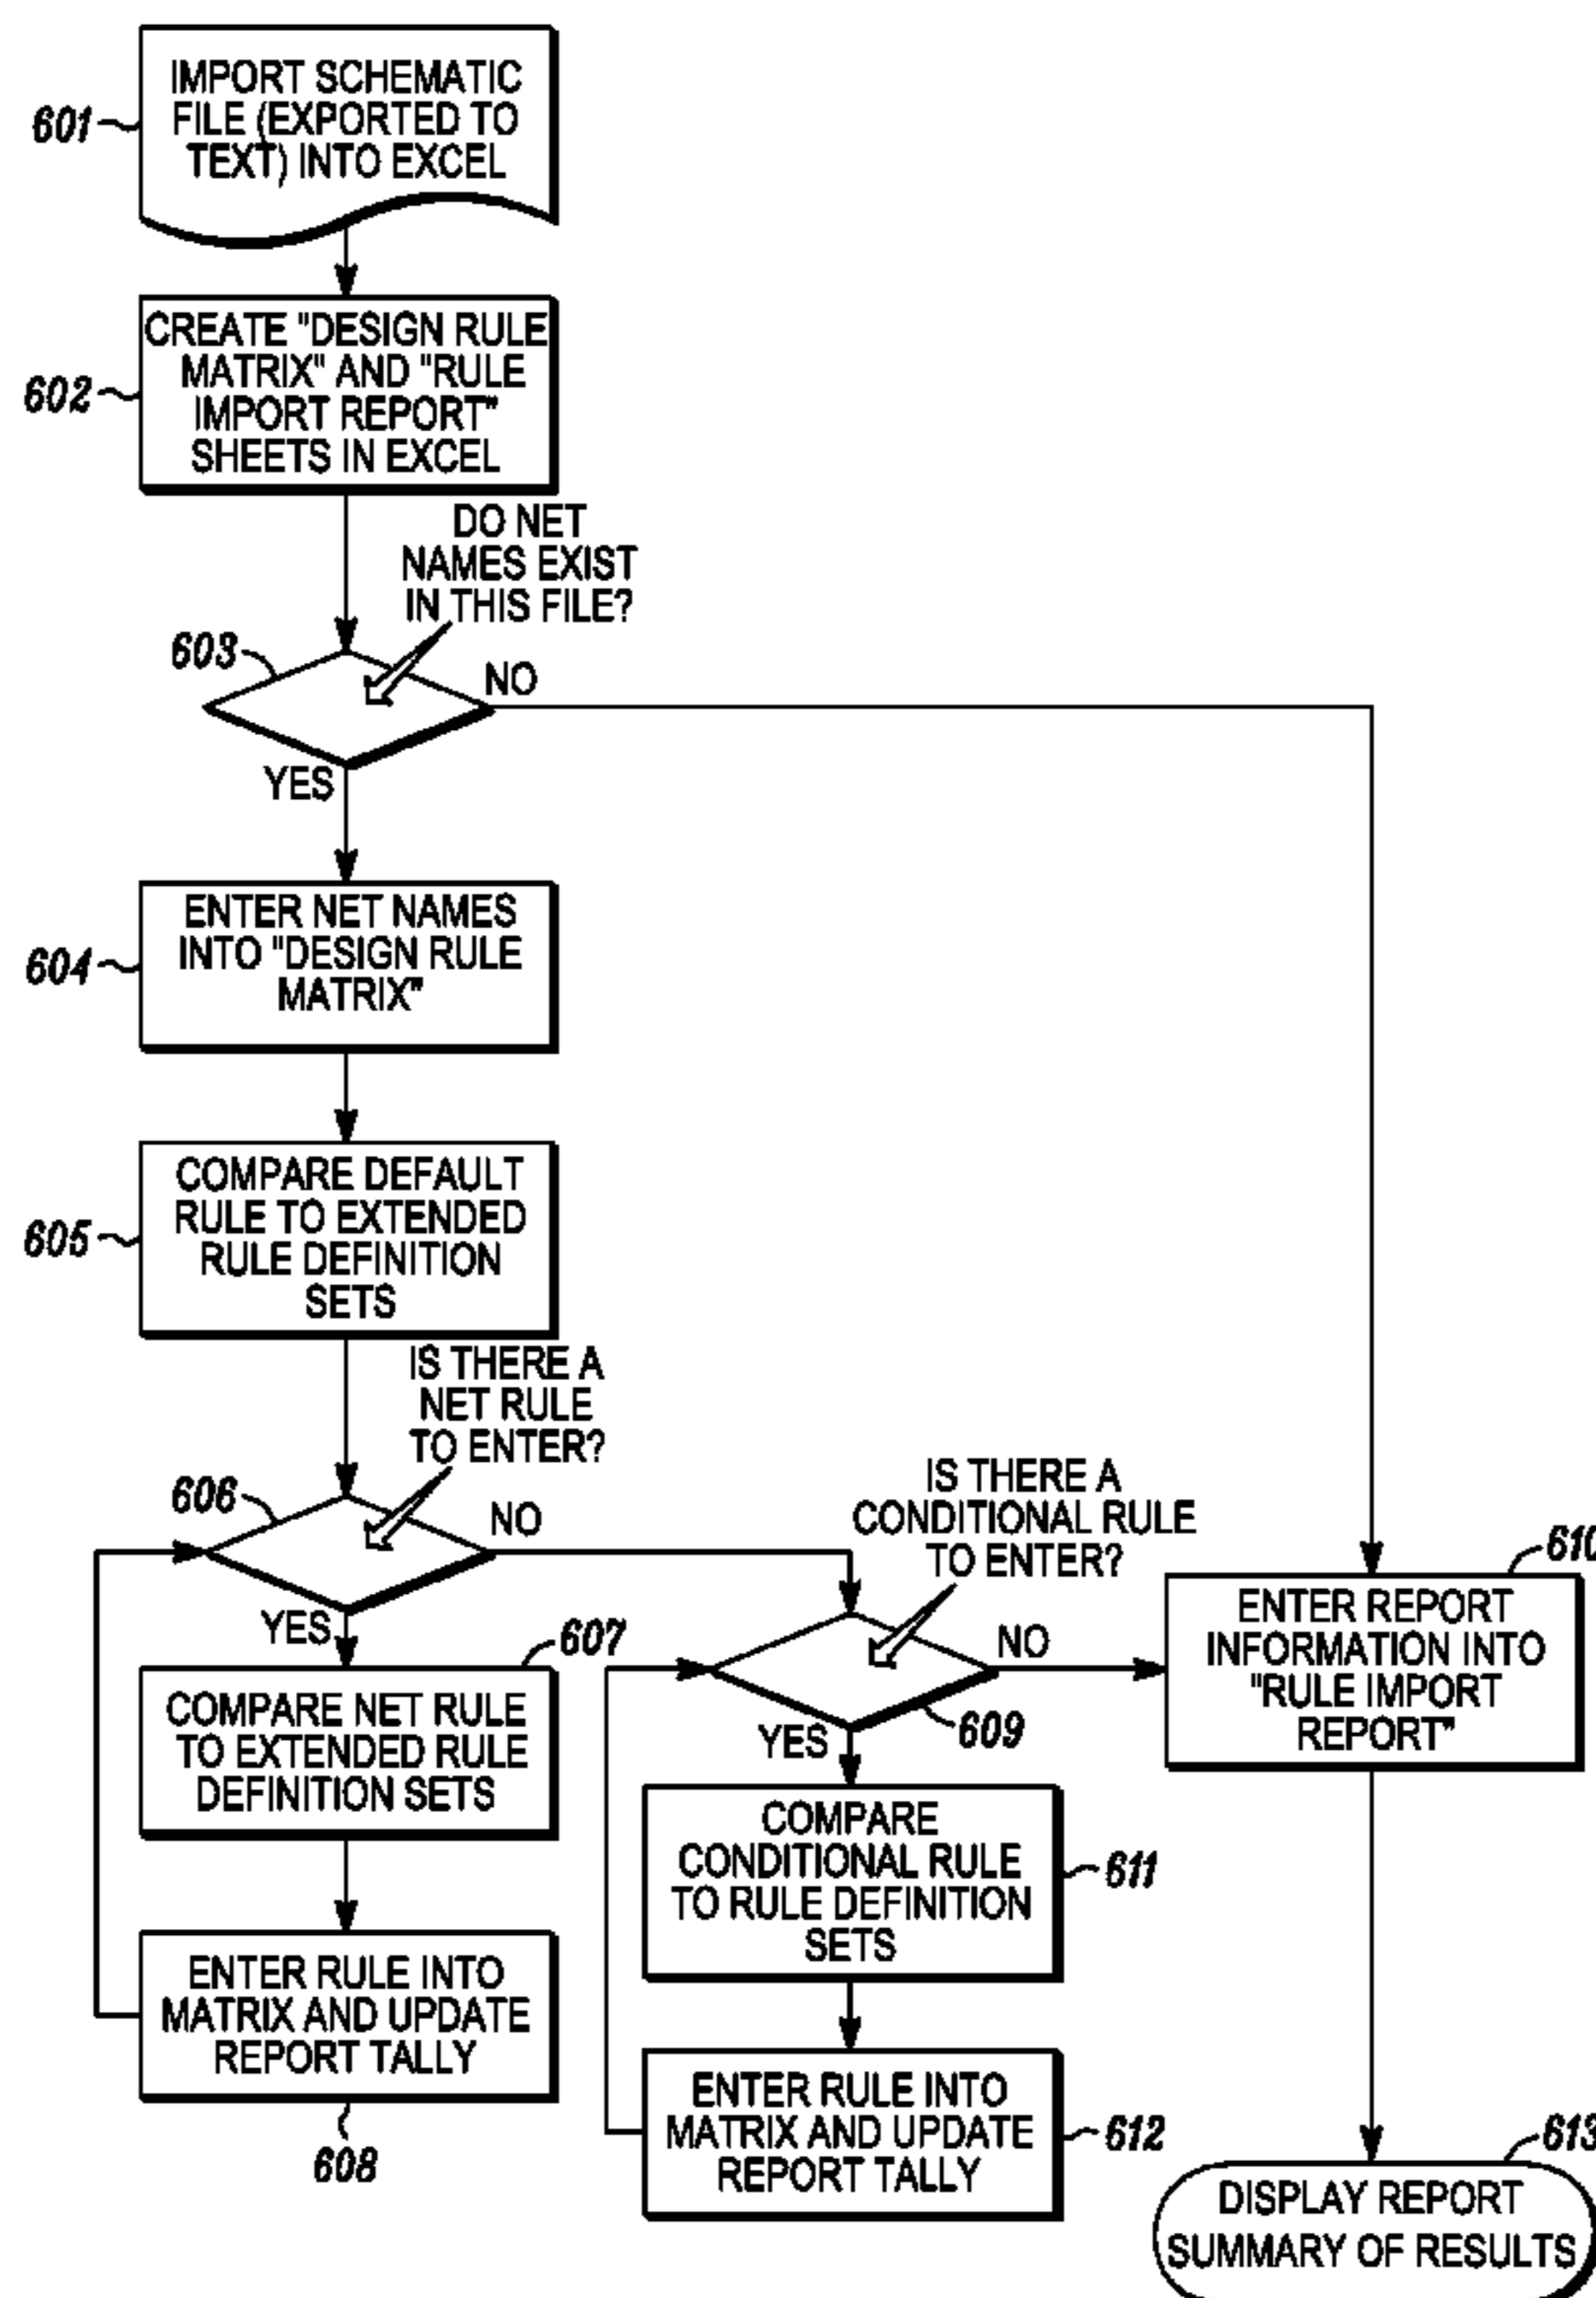 601
IMPORT SCHEMATIC
FILE (EXPORTED TO
TEXT) INTO EXCEL
602
CREATE "DESIGN RULE
MATRIX" AND "RULE
IMPORT REPORT"
SHEETS IN EXCEL
DO NET
NAMES EXIST
IN THIS FILE?
603
NO
YES
604
ENTER NET NAMES
INTO "DESIGN RULE
MATRIX"
605
COMPARE DEFAULT
RULE TO EXTENDED
RULE DEFINITION
SETS
IS THERE A
NET RULE
TO ENTER?
606
NO
YES
607
COMPARE NET RULE
TO EXTENDED RULE
DEFINITION SETS
ENTER RULE INTO
MATRIX AND UPDATE
REPORT TALLY
608
IS THERE A
CONDITIONAL RULE
TO ENTER?
NO
YES
609
COMPARE
CONDITIONAL RULE
TO RULE DEFINITION
SETS
611
ENTER RULE INTO
MATRIX AND UPDATE
REPORT TALLY
612
610
ENTER REPORT
INFORMATION INTO
"RULE IMPORT
REPORT"
613
DISPLAY REPORT
SUMMARY OF RESULTS